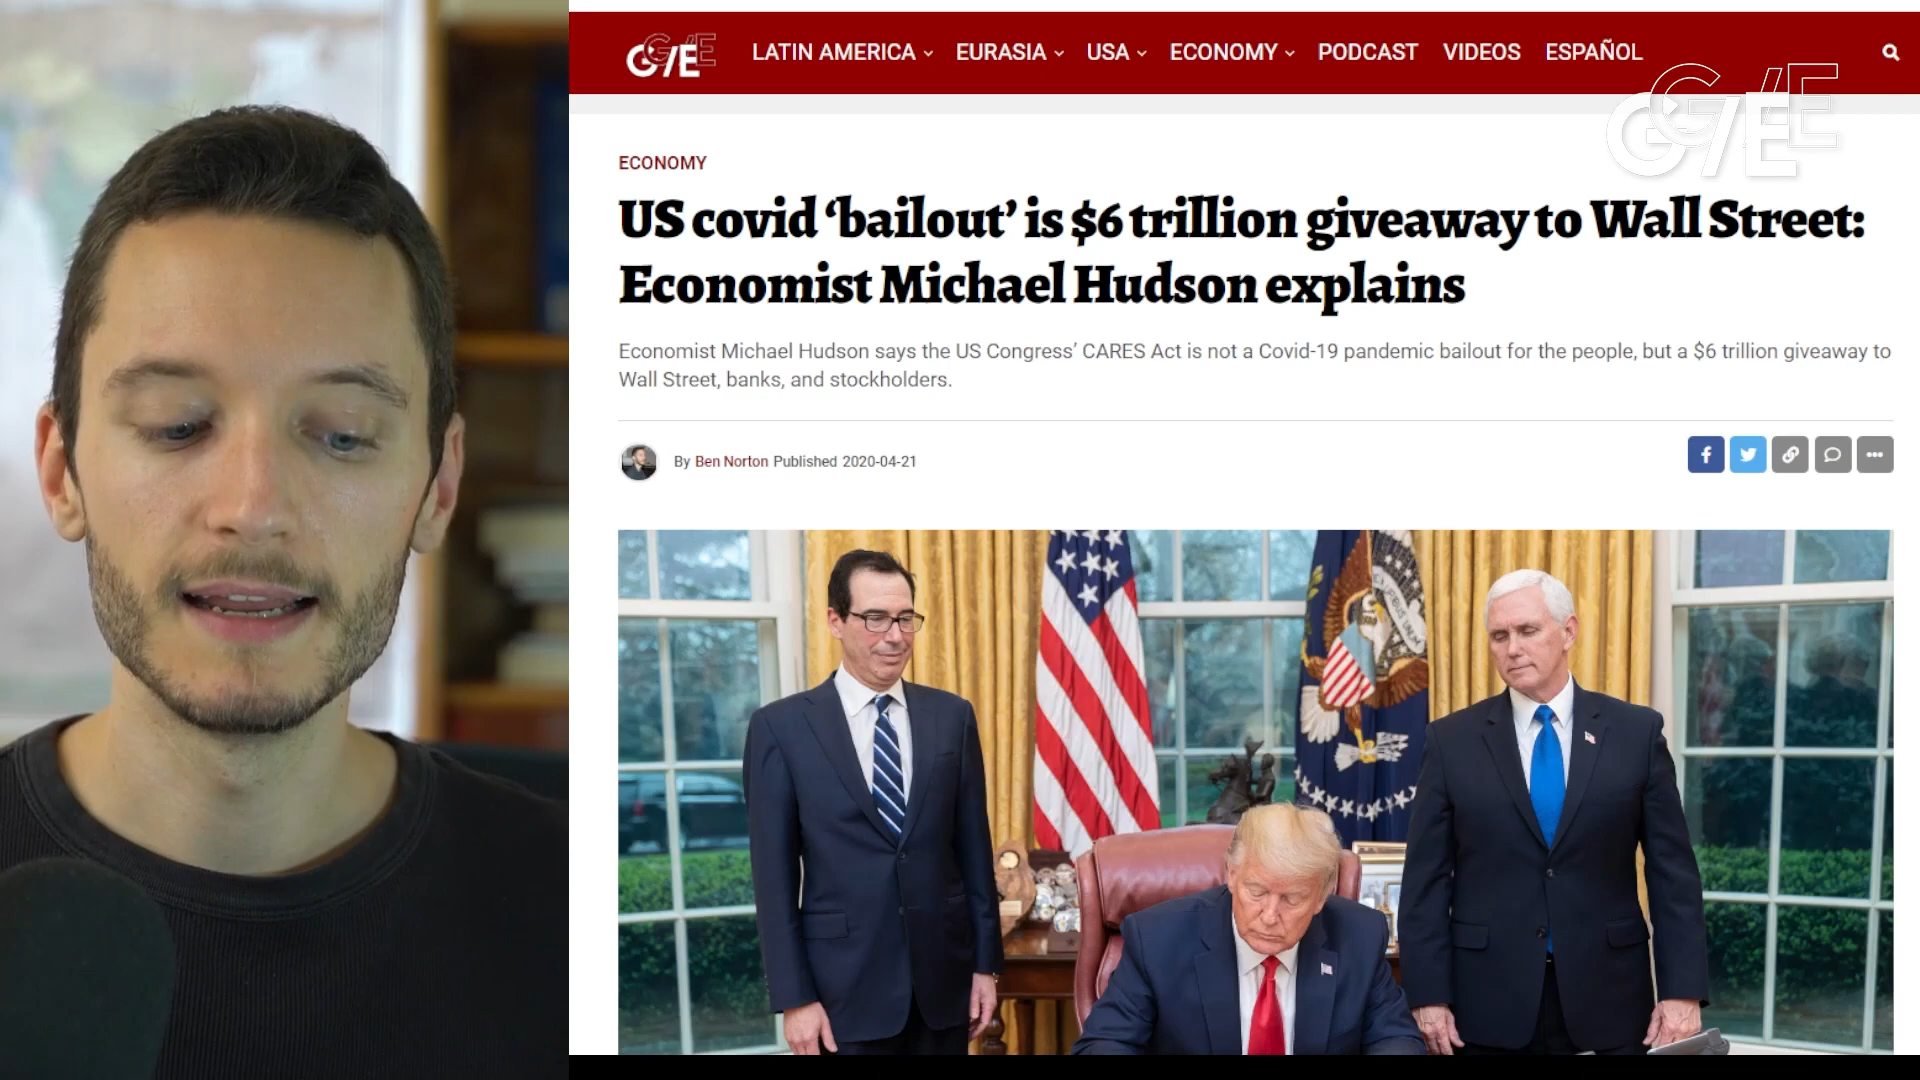 GE
LATIN AMERICA EURASIA USA ECONOMY PODCAST VIDEOS ESPAÑOL
GE
ECONOMY
US covid ‘bailout’ is $6 trillion giveaway to Wall Street:
Economist Michael Hudson explains
Economist Michael Hudson says the US Congress’ CARES Act is not a Covid-19 pandemic bailout for the people, but a $6 trillion giveaway to
Wall Street, banks, and stockholders.
By Ben Norton Published 2020-04-21